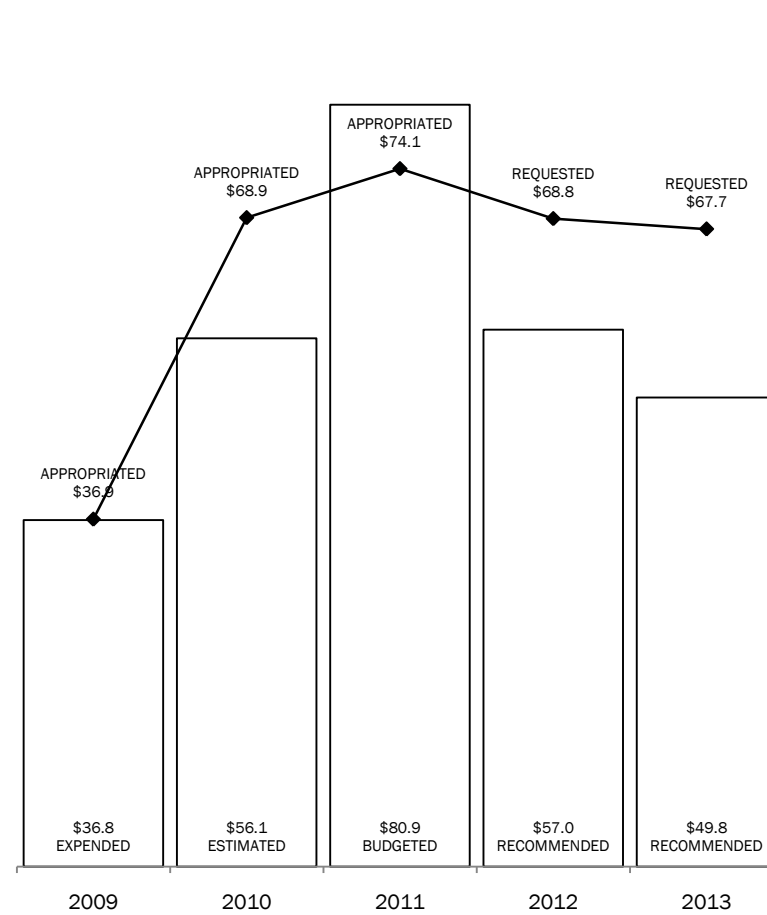 APPROPRIATED
$74.1
APPROPRIATED
$68.9
REQUESTED
$68.8
REQUESTED
$67.7
APPROPRIATED
$36.9
$36.8
EXPENDED
$56.1
ESTIMATED
$80.9
BUDGETED
$57.0
RECOMMENDED
$49.8
RECOMMENDED
2009 2010 2011 2012 2013